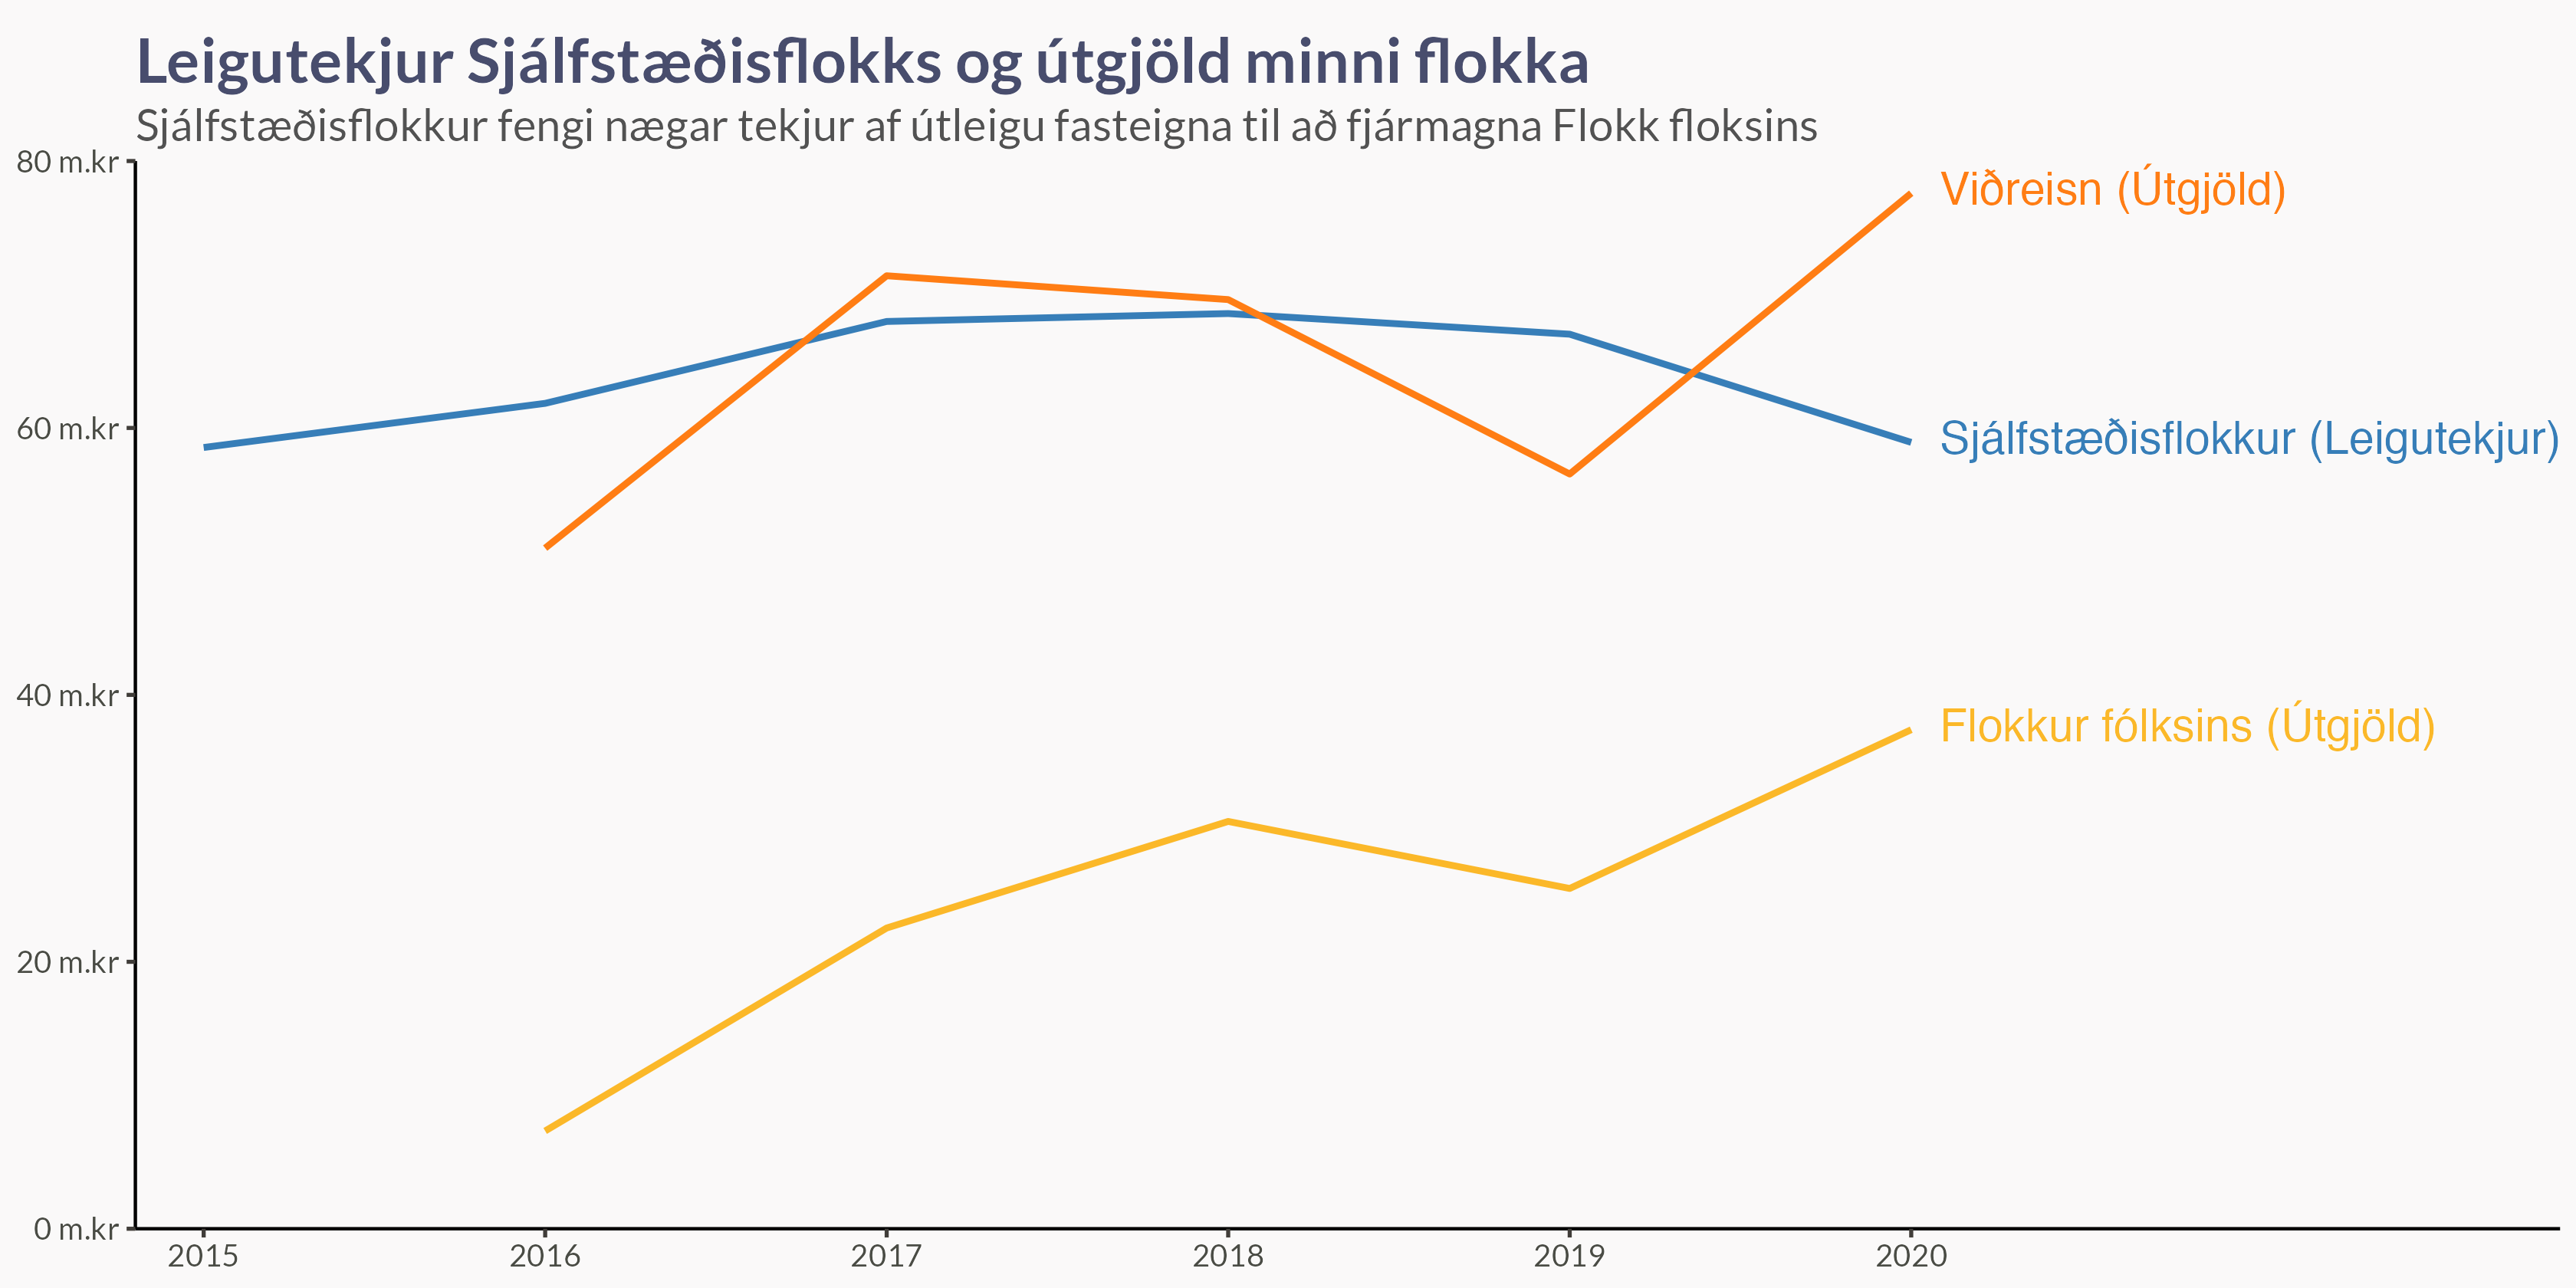 Leigutekjur Sjálfstæðisflokks og útgjöld minni flokka
Sjálfstæðisflokkur fengi nægar tekjur af útleigu fasteigna til að fjármagna Flokk floksins
80 m.kr
60 m.kr
40 m.kr
20 m.kr
0 m.kr
Viðreisn (Útgjöld)
Sjálfstæðisflokkur (Leigutekjur)
Flokkur fólksins (Útgjöld)
2015 2016 2017 2018 2019 2020